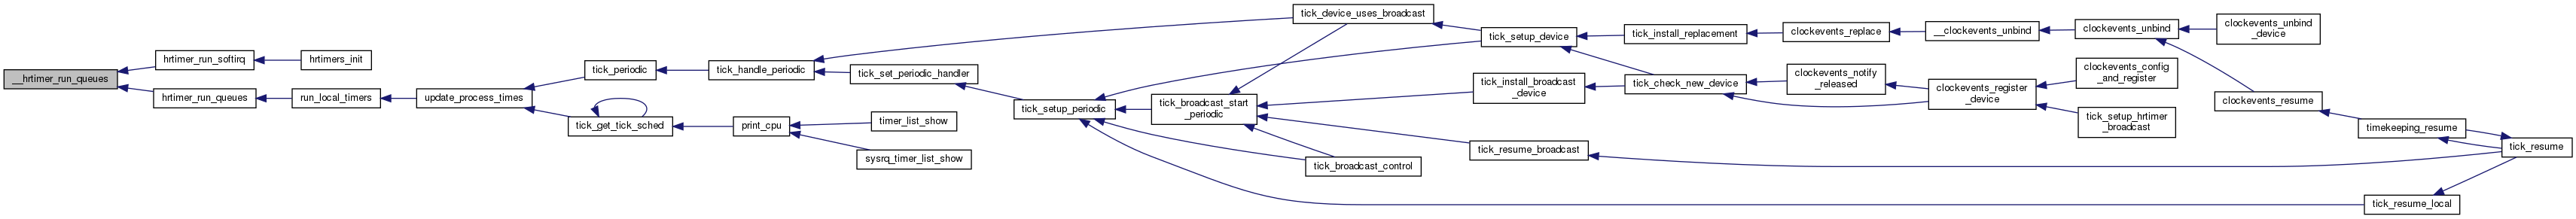 __hrtimer_run_queues
hrtimer_run_softirq
hrtimers_init
hrtimer_run_queues
run_local_timers
update_process_times
tick_periodic
tick_get_tick_sched
tick_handle_periodic
print_cpu
tick_set_periodic_handler
timer_list_show
sysrq_timer_list_show
tick_setup_periodic
tick_broadcast_start
_periodic
tick_device_uses_broadcast
tick_broadcast_control
tick_setup_device
tick_install_broadcast
_device
tick_resume_broadcast
tick_install_replacement
tick_check_new_device
clockevents_replace
clockevents_notify
_released
__clockevents_unbind
clockevents_register
_device
clockevents_unbind
clockevents_config
_and_register
tick_setup_hrtimer
_broadcast
clockevents_unbind
_device
clockevents_resume
timekeeping_resume
tick_resume_local
tick_resume